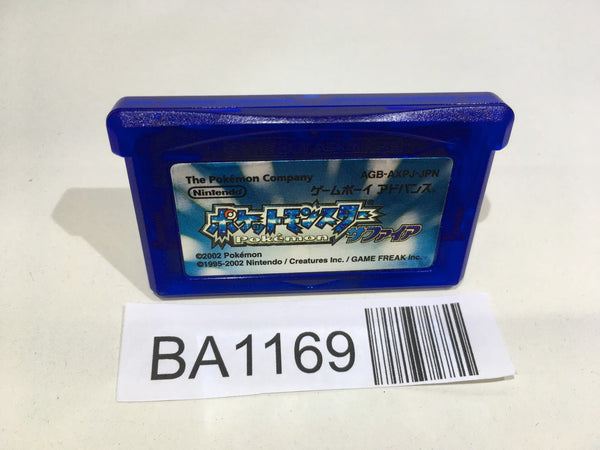 The Pokémon Company AGB-AXPJ-JPN
Nintendo ゲームボーイ アドバンス
ポケットモンスター
Pokémon サファイア
©2002 Pokémon
©1995-2002 Nintendo / Creatures Inc. / GAME FREAK Inc.
BA1169